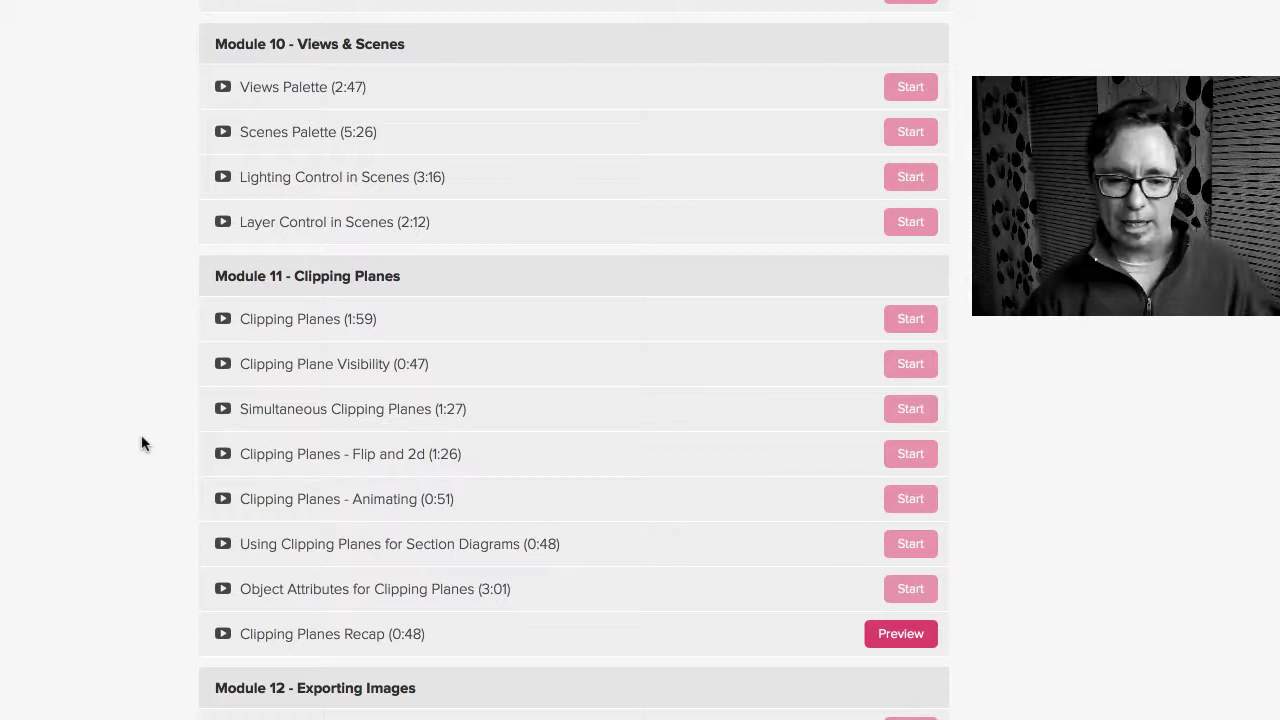 Module 10 - Views & Scenes
Views Palette (2:47)
Start
Scenes Palette (5:26)
Start
Lighting Control in Scenes (3:16)
Start
Layer Control in Scenes (2:12)
Start
Module 11 - Clipping Planes
Clipping Planes (1:59)
Start
Clipping Plane Visibility (0:47)
Start
Simultaneous Clipping Planes (1:27)
Start
Clipping Planes - Flip and 2d (1:26)
Start
Clipping Planes - Animating (0:51)
Start
Using Clipping Planes for Section Diagrams (0:48)
Start
Object Attributes for Clipping Planes (3:01)
Start
Clipping Planes Recap (0:48)
Preview
Module 12 - Exporting Images